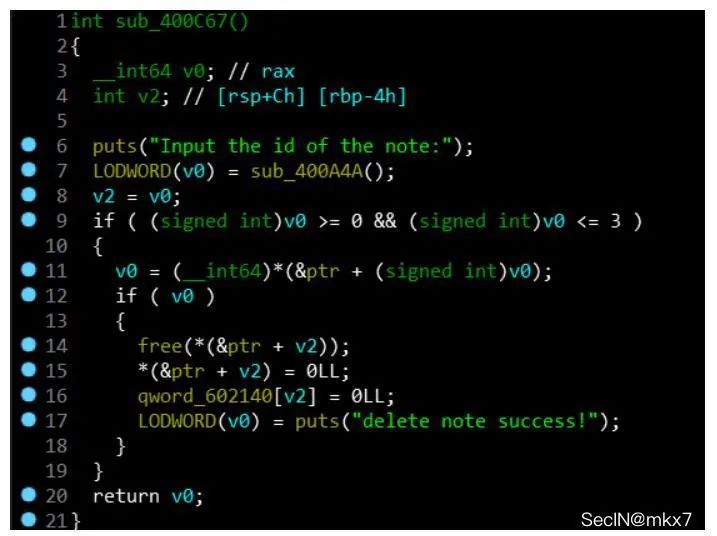 1 int sub_400C67()
2 {
3   __int64 v0; // rax
4   int v2; // [rsp+Ch] [rbp-4h]
5
6   puts("Input the id of the note:");
7   LODWORD(v0) = sub_400A4A();
8   v2 = v0;
9   if ( (signed int)v0 >= 0 && (signed int)v0 <= 3 )
10   {
11     v0 = (__int64)*(&ptr + (signed int)v0);
12     if ( v0 )
13     {
14       free(*(&ptr + v2));
15       *(&ptr + v2) = 0LL;
16       qword_602140[v2] = 0LL;
17       LODWORD(v0) = puts("delete note success!");
18     }
19   }
20   return v0;
21 }
SecIN@mkx7